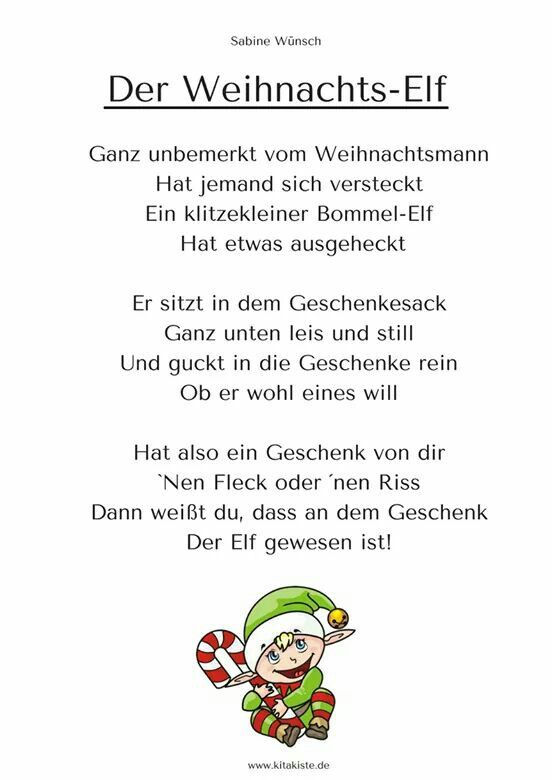 Sabine Wünsch
Der Weihnachts-Elf
Ganz unbemerkt vom Weihnachtsmann
Hat jemand sich versteckt
Ein klitzekleiner Bommel-Elf
Hat etwas ausgeheckt
Er sitzt in dem Geschenkesack
Ganz unten leis und still
Und guckt in die Geschenke rein
Ob er wohl eines will
Hat also ein Geschenk von dir
`Nen Fleck oder ´nen Riss
Dann weißt du, dass an dem Geschenk
Der Elf gewesen ist!
www.kitakiste.de